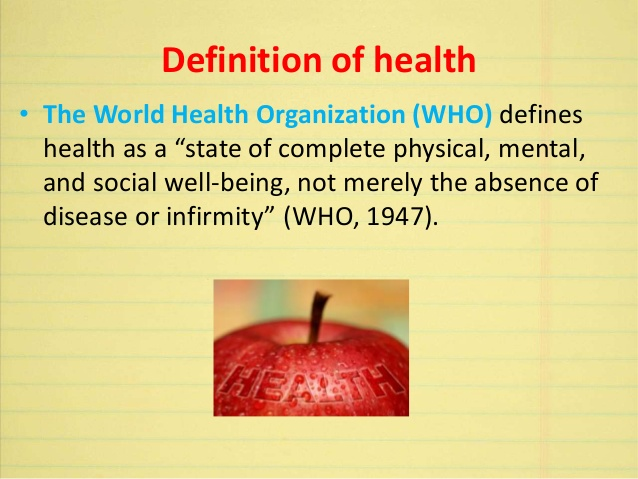 Definition of health
• The World Health Organization (WHO) defines
health as a “state of complete physical, mental,
and social well-being, not merely the absence of
disease or infirmity” (WHO, 1947).
HEALTH